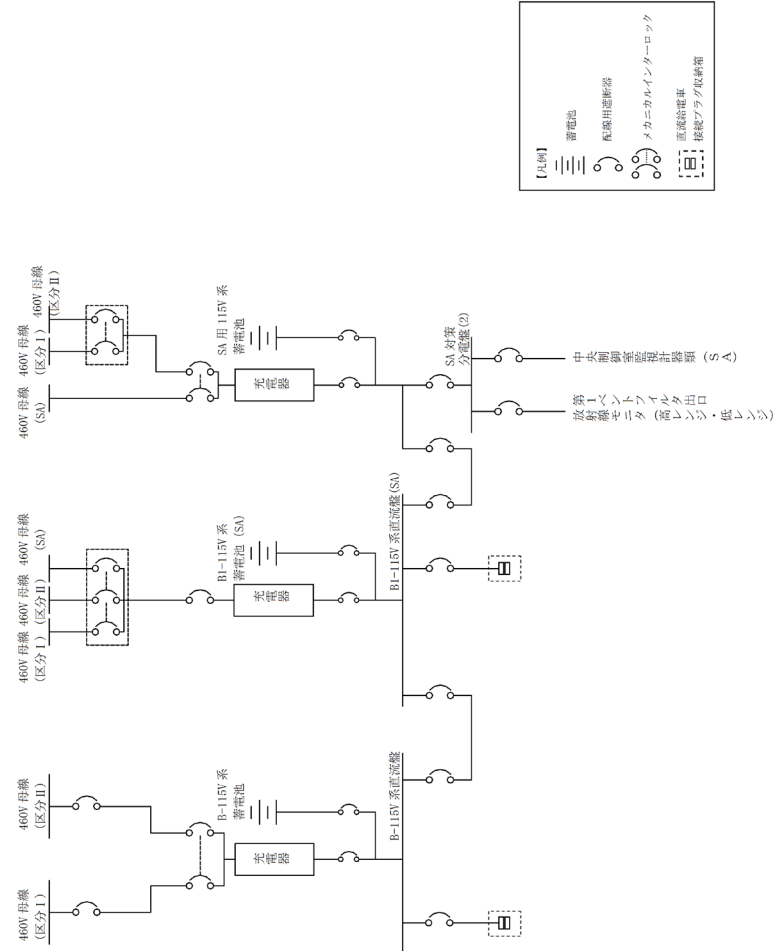 460V 母線
(区分Ⅰ)
460V 母線
(区分Ⅱ)
B-115V 系
蓄電池
充電器
B-115V 系直流盤
460V 母線
(区分Ⅰ)
460V 母線
(区分Ⅱ)
460V 母線
(SA)
B1-115V 系
蓄電池 (SA)
充電器
B1-115V 系直流盤(SA)
460V 母線
(SA)
460V 母線
(区分Ⅰ)
460V 母線
(区分Ⅱ)
SA 用 115V 系
蓄電池
充電器
SA 対策
分電盤(2)
第1ベントフィルタ出口
放射線モニタ (高レンジ・低レンジ)
中央制御室監視計器類 (SA)
【凡例】
蓄電池
配線用遮断器
メカニカルインターロック
直流給電車
接続プラグ収納箱